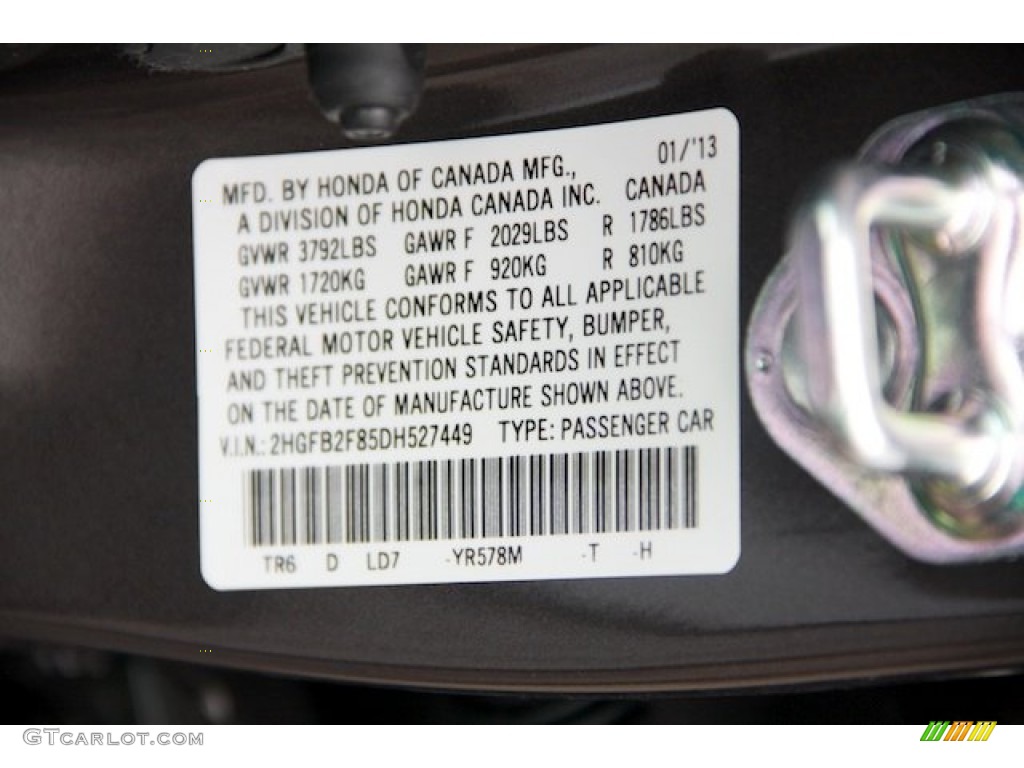 01/'13
MFD. BY HONDA OF CANADA MFG.,
A DIVISION OF HONDA CANADA INC. CANADA
GVWR 3792LBS GAWR F 2029LBS R 1786LBS
GVWR 1720KG GAWR F 920KG R 810KG
THIS VEHICLE CONFORMS TO ALL APPLICABLE
FEDERAL MOTOR VEHICLE SAFETY, BUMPER,
AND THEFT PREVENTION STANDARDS IN EFFECT
ON THE DATE OF MANUFACTURE SHOWN ABOVE.
V.I.N.: 2HGFB2F85DH527449 TYPE: PASSENGER CAR
TR6 D LD7 -YR578M -T -H
GTCARLOT.COM